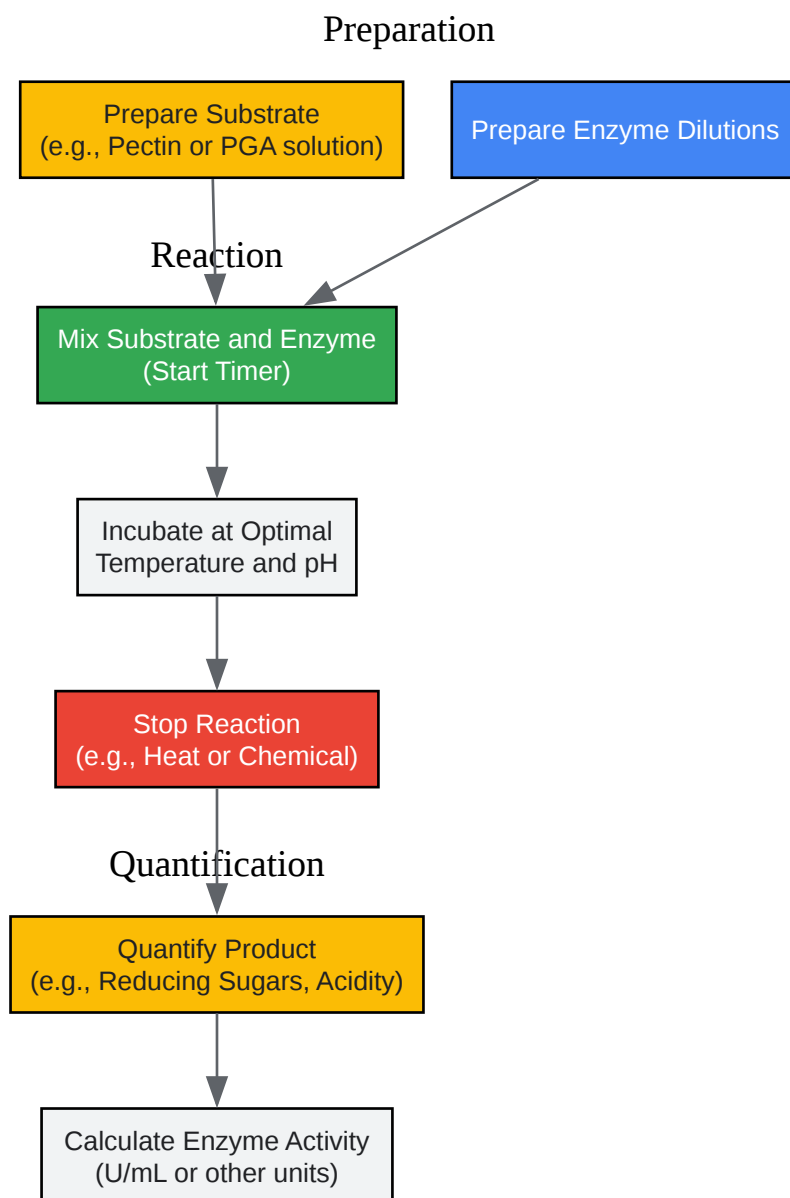 Preparation
Prepare Substrate
(e.g., Pectin or PGA solution)
Prepare Enzyme Dilutions
Reaction
Mix Substrate and Enzyme
(Start Timer)
Incubate at Optimal
Temperature and pH
Stop Reaction
(e.g., Heat or Chemical)
Quantification
Quantify Product
(e.g., Reducing Sugars, Acidity)
Calculate Enzyme Activity
(U/mL or other units)